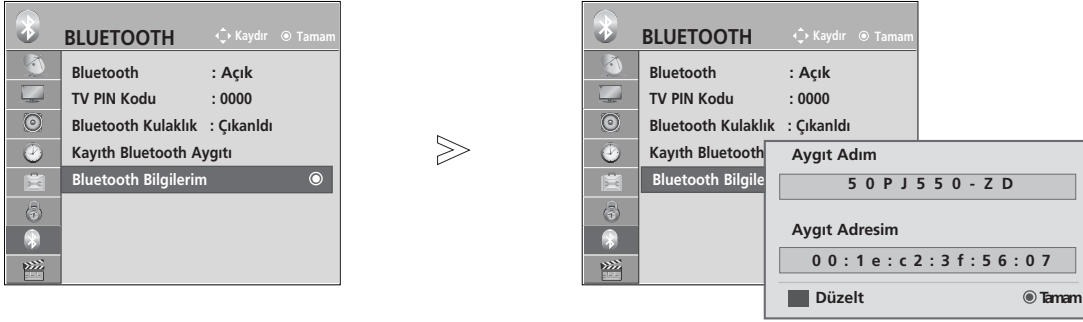 BLUETOOTH Kaydır Tamam
Bluetooth : Açık
TV PIN Kodu : 0000
Bluetooth Kulaklık : Çıkanldı
Kayıth Bluetooth Aygıtı
Bluetooth Bilgilerim
BLUETOOTH Kaydır Tamam
Bluetooth : Açık
TV PIN Kodu : 0000
Bluetooth Kulaklık : Çıkanldı
Kayıth Bluetooth
Bluetooth Bilgile
Aygıt Adım
50PJ550-ZD
Aygıt Adresim
00:1e:c2:3f:56:07
Düzelt Tamam